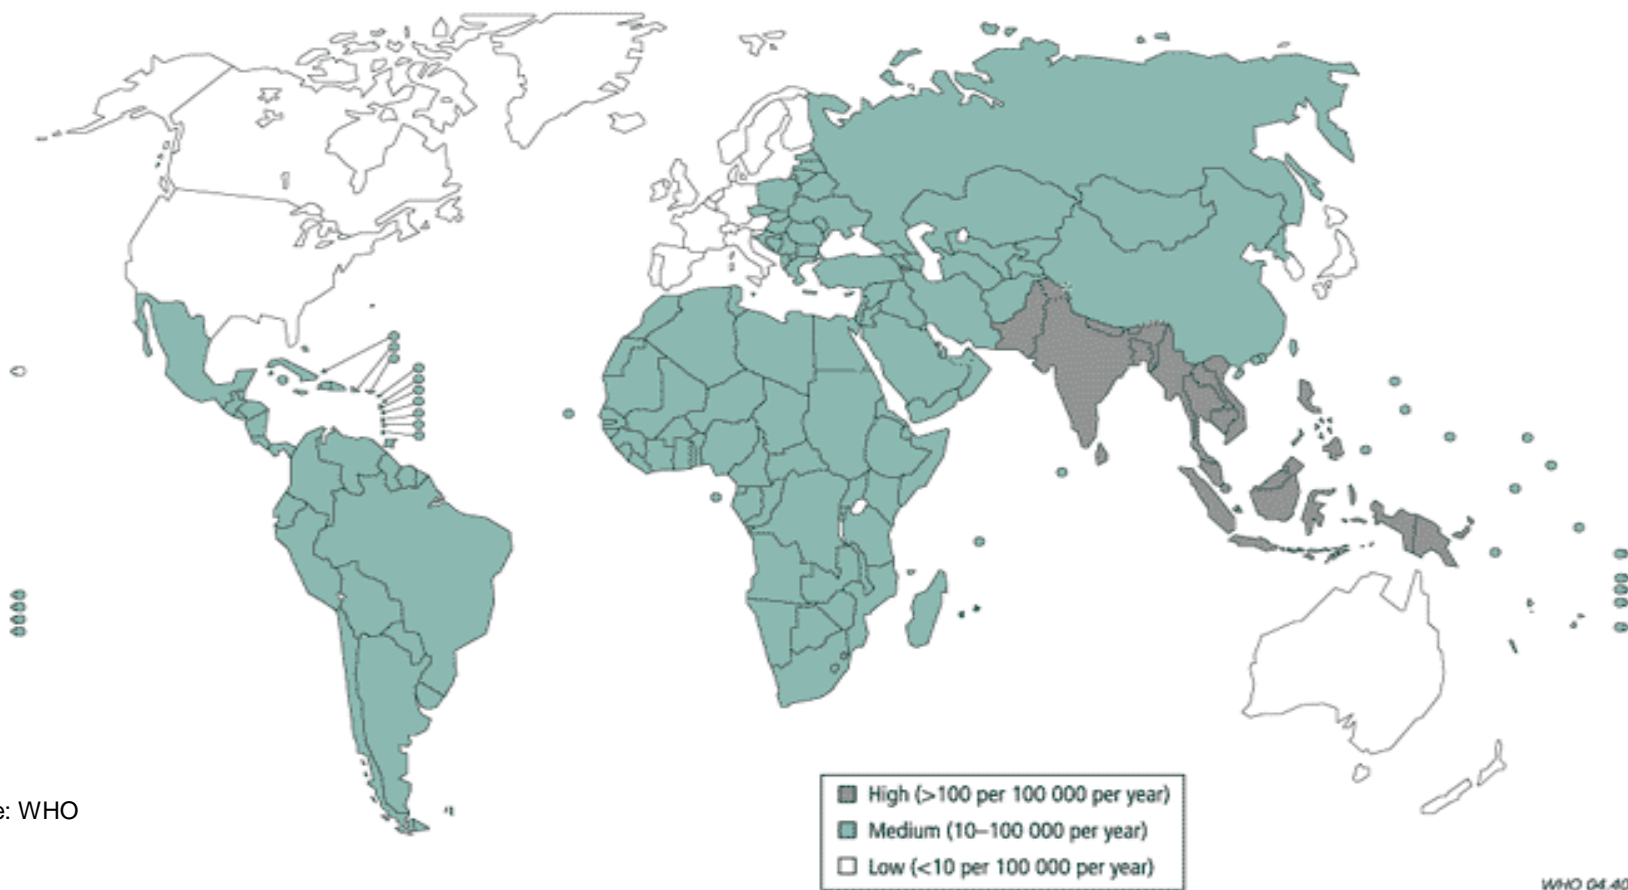 e: WHO
High (>100 per 100 000 per year)
Medium (10–100 000 per year)
Low (<10 per 100 000 per year)
WHO 04.40